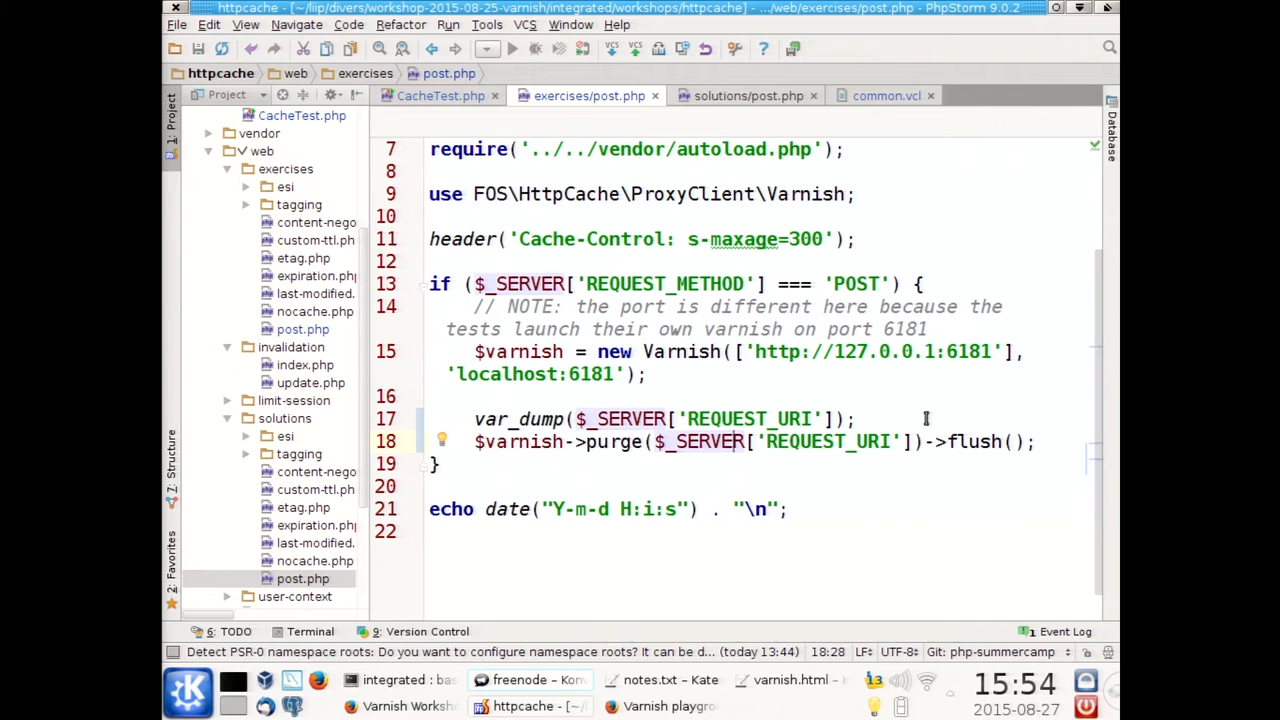 httpcache - [~/liip/divers/workshop-2015-08-25-varnish/integrated/workshops/httpcache] - .../web/exercises/post.php - PhpStorm 9.0.2
File Edit View Navigate Code Refactor Run Tools VCS Window Help
httpcache web exercises post.php
Project CacheTest.php exercises/post.php solutions/post.php common.vcl
1: Project
7: Structure
2: Favorites
Database
CacheTest.php
vendor
web
exercises
esi
tagging
content-nego
custom-ttl.ph
etag.php
expiration.php
last-modified.
nocache.php
post.php
invalidation
index.php
update.php
limit-session
solutions
esi
tagging
content-nego
custom-ttl.ph
etag.php
expiration.php
last-modified.
nocache.php
post.php
user-context
7 require('../../vendor/autoload.php');
8
9 use FOS\HttpCache\ProxyClient\Varnish;
10
11 header('Cache-Control: s-maxage=300');
12
13 if ($_SERVER['REQUEST_METHOD'] === 'POST') {
14 // NOTE: the port is different here because the
tests launch their own varnish on port 6181
15 $varnish = new Varnish(['http://127.0.0.1:6181'],
'localhost:6181');
16
17 var_dump($_SERVER['REQUEST_URI']);
18 $varnish->purge($_SERVER['REQUEST_URI'])->flush();
19 }
20
21 echo date("Y-m-d H:i:s") . "\n";
22
6: TODO Terminal 9: Version Control 1 Event Log
Detect PSR-0 namespace roots: Do you want to configure namespace roots? It can be d... (today 13:44) 18:28 LF÷ UTF-8÷ Git: php-summercamp
integrated : ba freenode – Konv notes.txt – Kate varnish.html – K 13 15:54
Varnish Worksh httpcache - [~/ Varnish playgro 2015-08-27